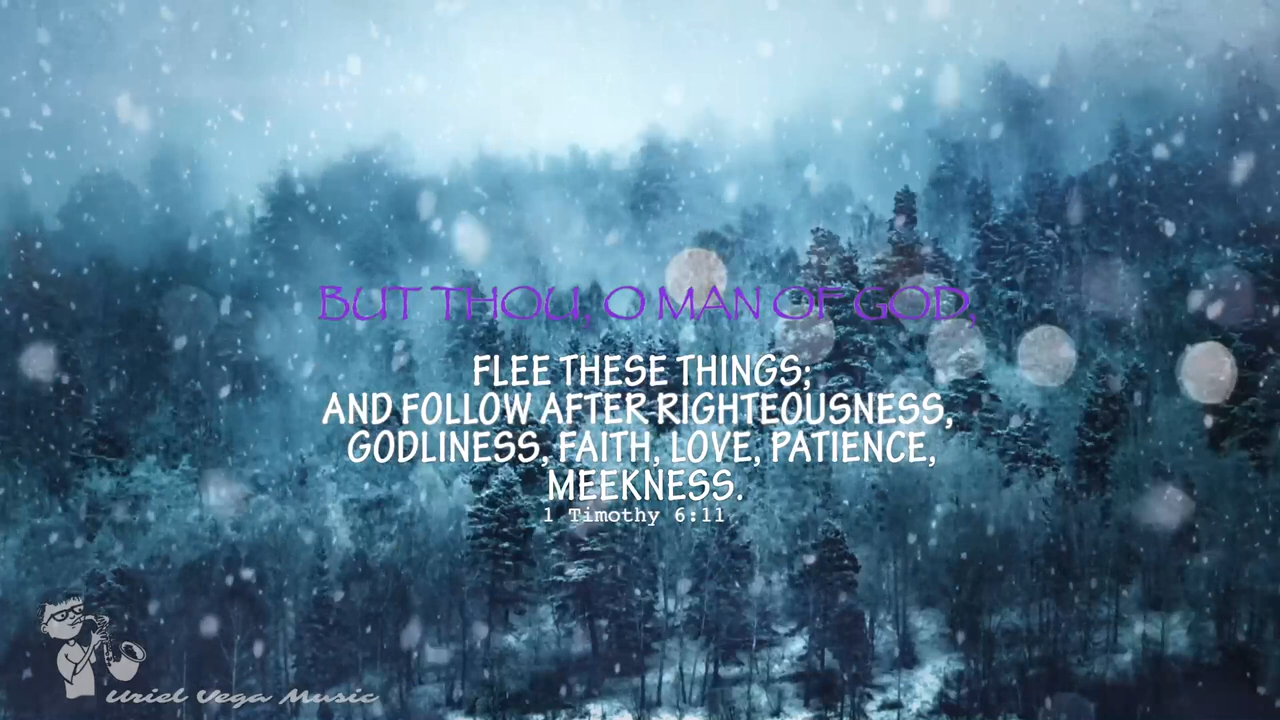 BUT THOU, O MAN OF GOD,
FLEE THESE THINGS;
AND FOLLOW AFTER RIGHTEOUSNESS,
GODLINESS, FAITH, LOVE, PATIENCE,
MEEKNESS.
1 Timothy 6:11
Uriel Vega Music